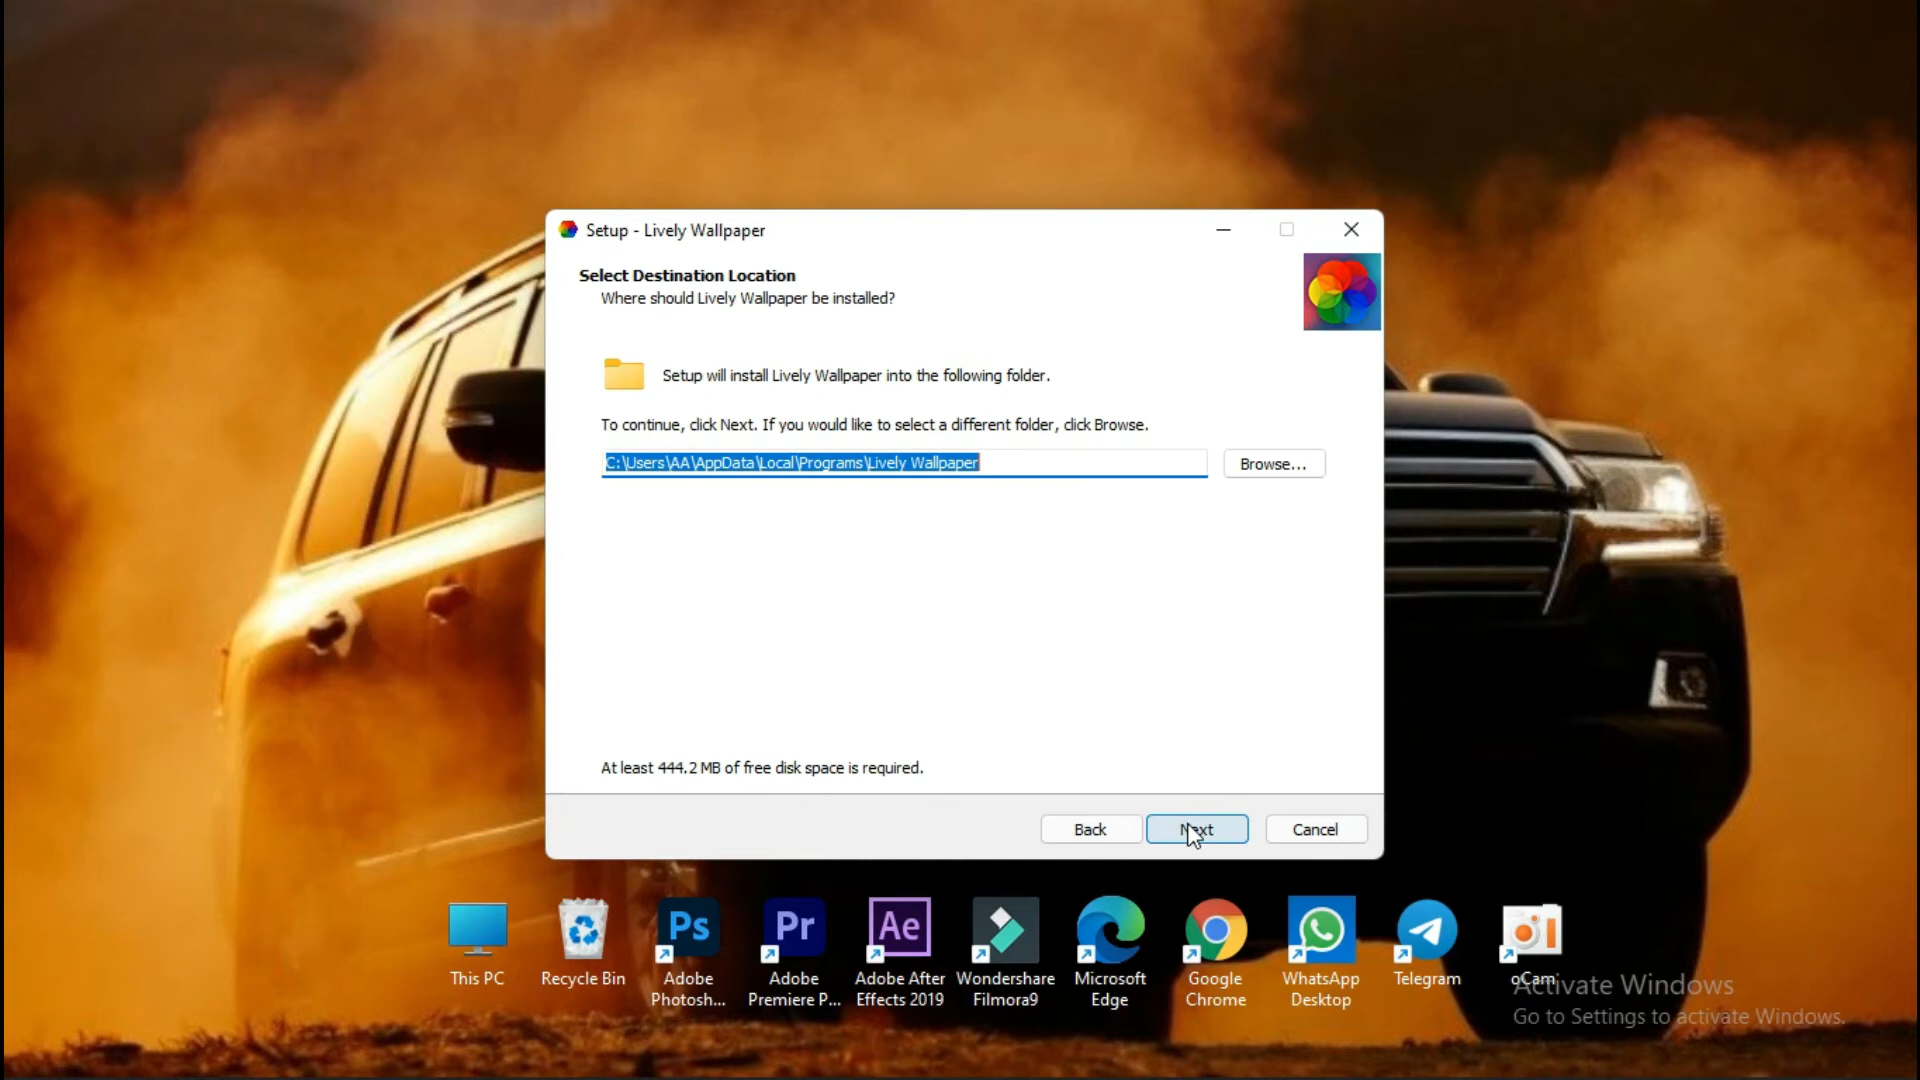 Setup - Lively Wallpaper
Select Destination Location
Where should Lively Wallpaper be installed?
Setup will install Lively Wallpaper into the following folder.
To continue, click Next. If you would like to select a different folder, click Browse.
C:\Users\AA\AppData\Local\Programs\Lively Wallpaper
Browse...
At least 444.2 MB of free disk space is required.
Back
Next
Cancel
Ps
Pr
Ae
This PC
Recycle Bin
Adobe
Photosh...
Adobe
Premiere P...
Adobe After
Effects 2019
Wondershare
Filmora9
Microsoft
Edge
Google
Chrome
WhatsApp
Desktop
Telegram
oCam
Activate Windows
Go to Settings to activate Windows.